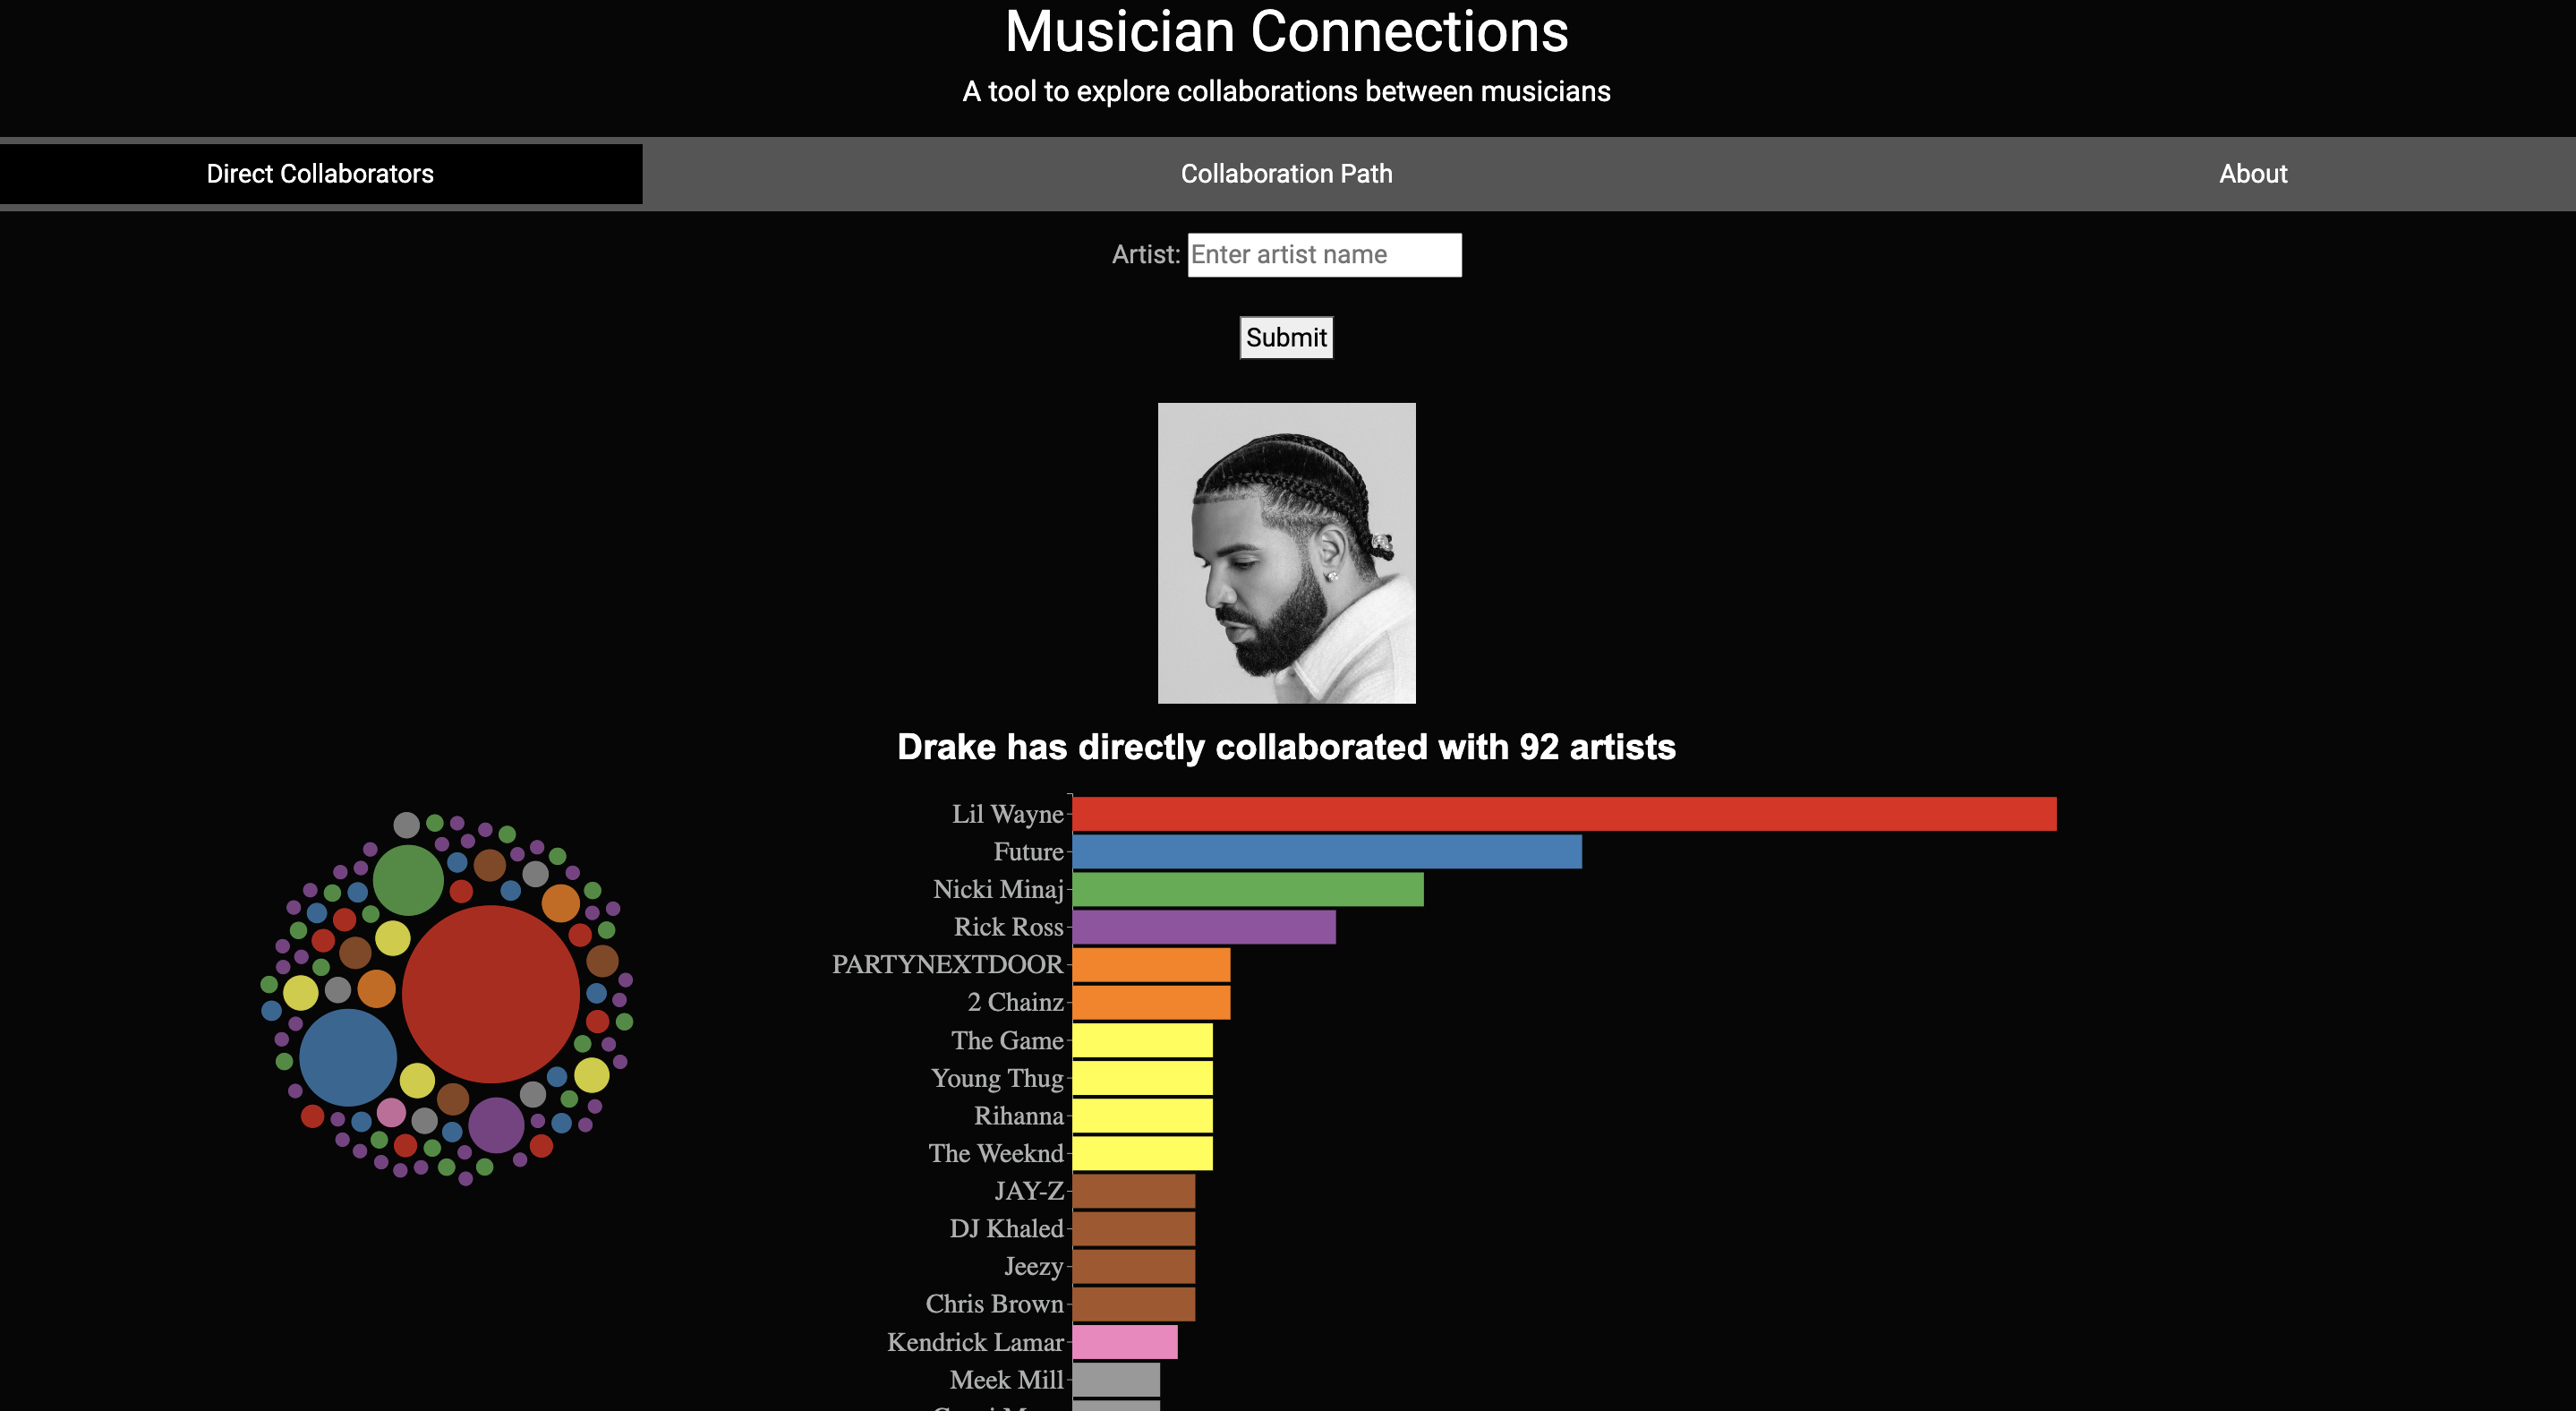 Musician Connections
A tool to explore collaborations between musicians
Direct Collaborators
Collaboration Path
About
Artist: Enter artist name
Submit
Drake has directly collaborated with 92 artists
Lil Wayne
Future
Nicki Minaj
Rick Ross
PARTYNEXTDOOR
2 Chainz
The Game
Young Thug
Rihanna
The Weeknd
JAY-Z
DJ Khaled
Jeezy
Chris Brown
Kendrick Lamar
Meek Mill